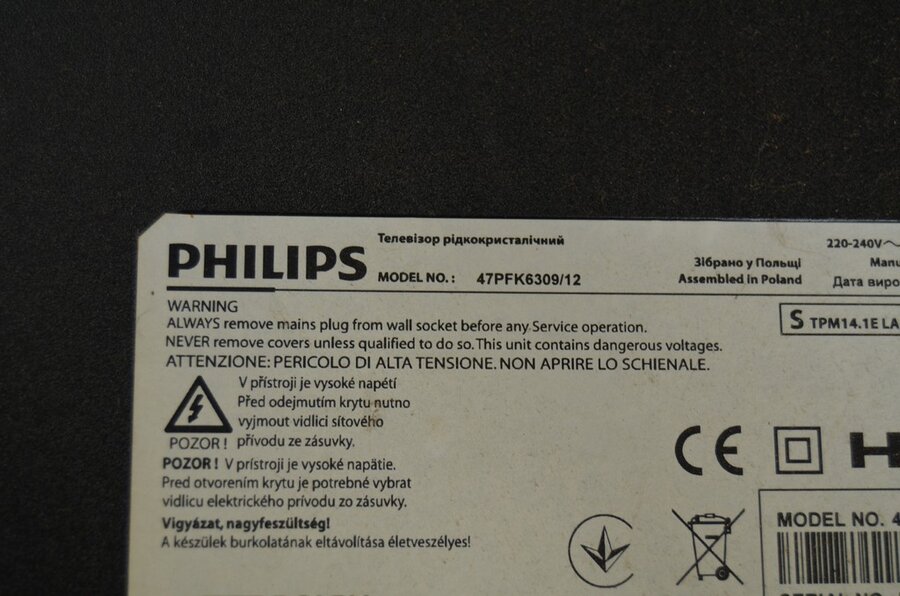 Телевізор рідкокристалічний
PHILIPS
MODEL NO.: 47PFK6309/12
220-240V~
Зібрано у Польщі
Assembled in Poland
Дата
WARNING
ALWAYS remove mains plug from wall socket before any Service operation.
NEVER remove covers unless qualified to do so. This unit contains dangerous voltages.
ATTENZIONE: PERICOLO DI ALTA TENSIONE. NON APRIRE LO SCHIENALE.
S TPM14.1E LA
V přístroji je vysoké napětí
Před odejmutím krytu nutno
vyjmout vidlici síťového
POZOR! přívodu ze zásuvky.
POZOR! V prístroji je vysoké napätie.
Pred otvorením krytu je potrebné vybrat
vidlicu elektrického prívodu zo zásuvky.
Vigyázat, nagyfeszültség!
A készülek burkolatának eltávolítása életveszélyes!
CE
MODEL NO. 4